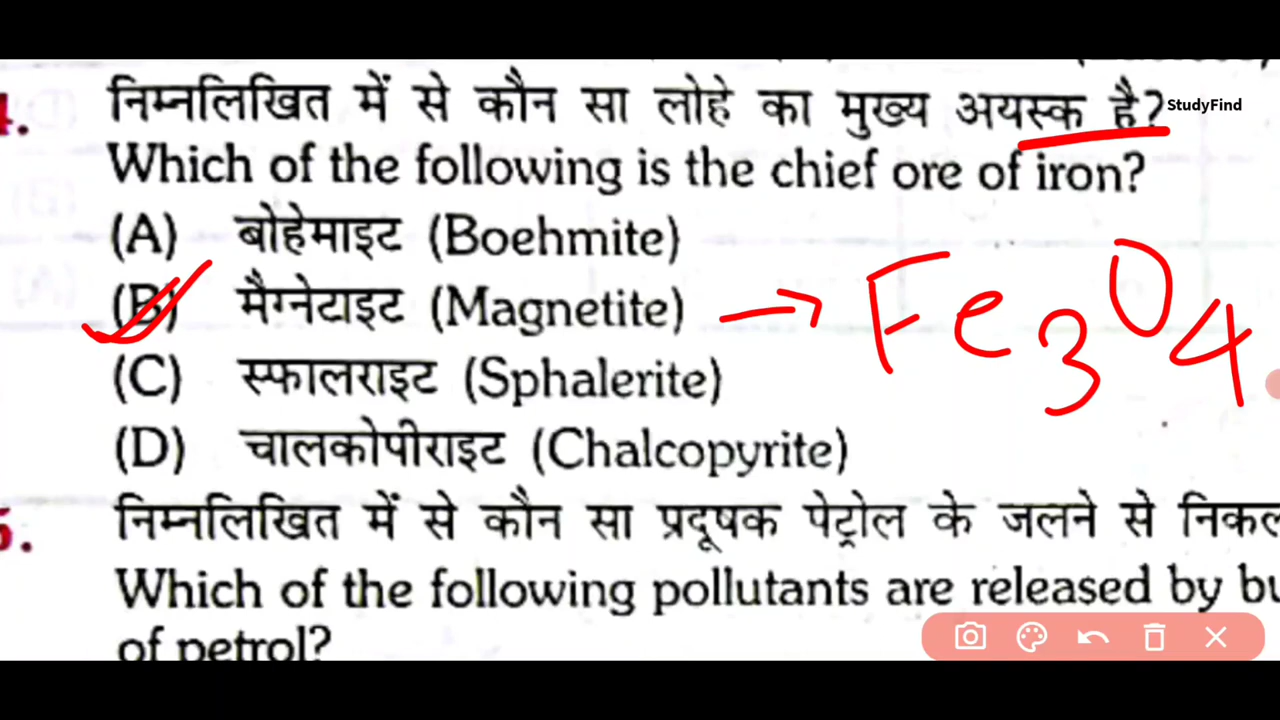 4. निम्नलिखित में से कौन सा लोहे का मुख्य अयस्क है? StudyFind
Which of the following is the chief ore of iron?
(A) बोहेमाइट (Boehmite)
(B) मैग्नेटाइट (Magnetite) → Fe3O4
(C) स्फालराइट (Sphalerite)
(D) चालकोपीराइट (Chalcopyrite)
5. निम्नलिखित में से कौन सा प्रदूषक पेट्रोल के जलने से
Which of the following pollutants are released by
of petrol?